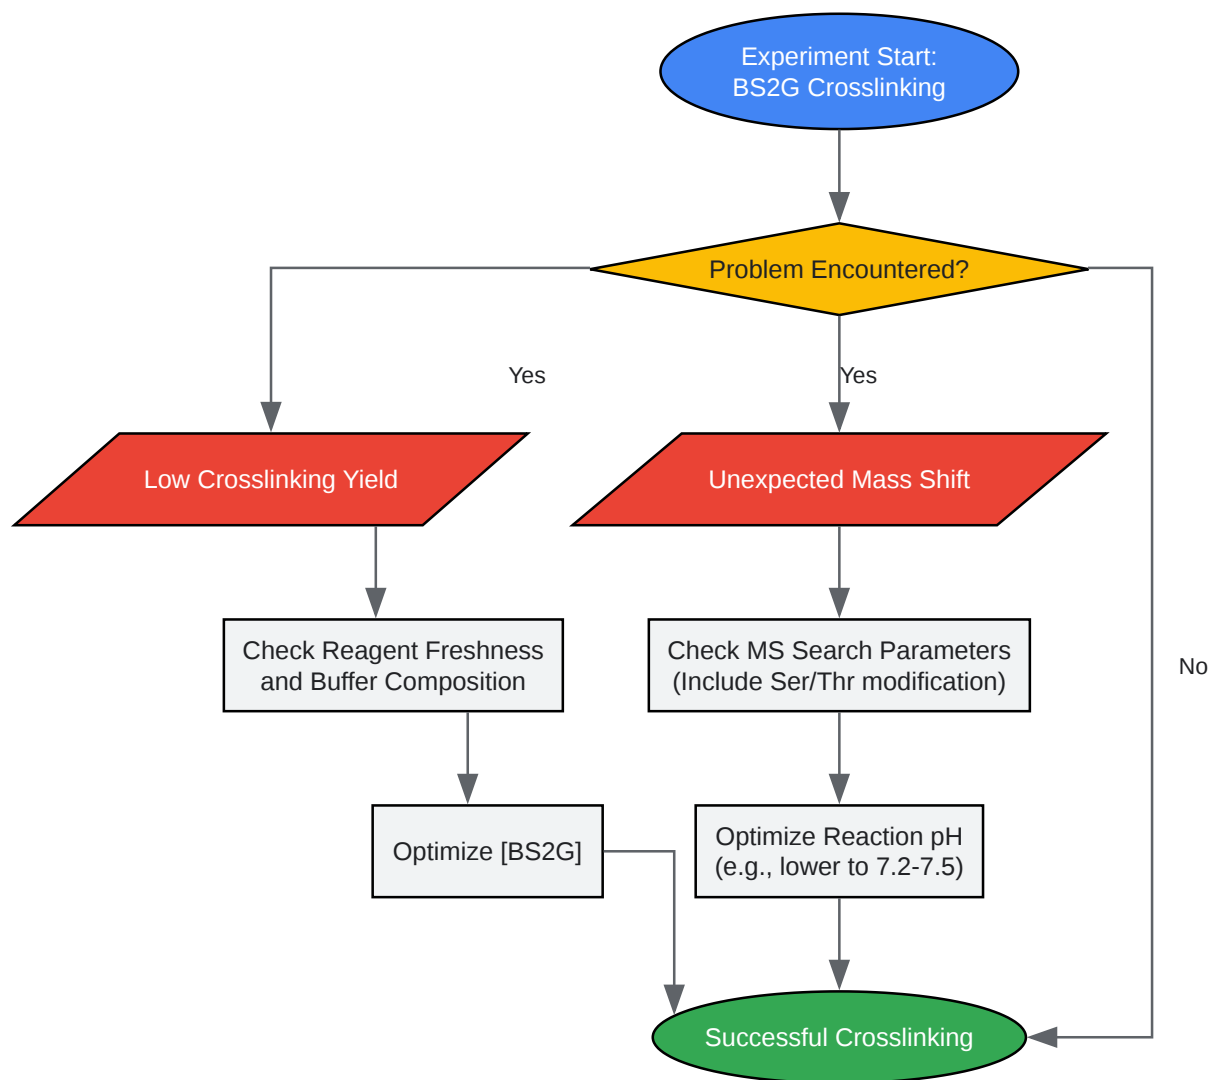 Experiment Start:
BS2G Crosslinking
Problem Encountered?
Yes
Yes
Low Crosslinking Yield
Unexpected Mass Shift
Check Reagent Freshness
and Buffer Composition
Check MS Search Parameters
(Include Ser/Thr modification)
No
Optimize [BS2G]
Optimize Reaction pH
(e.g., lower to 7.2-7.5)
Successful Crosslinking